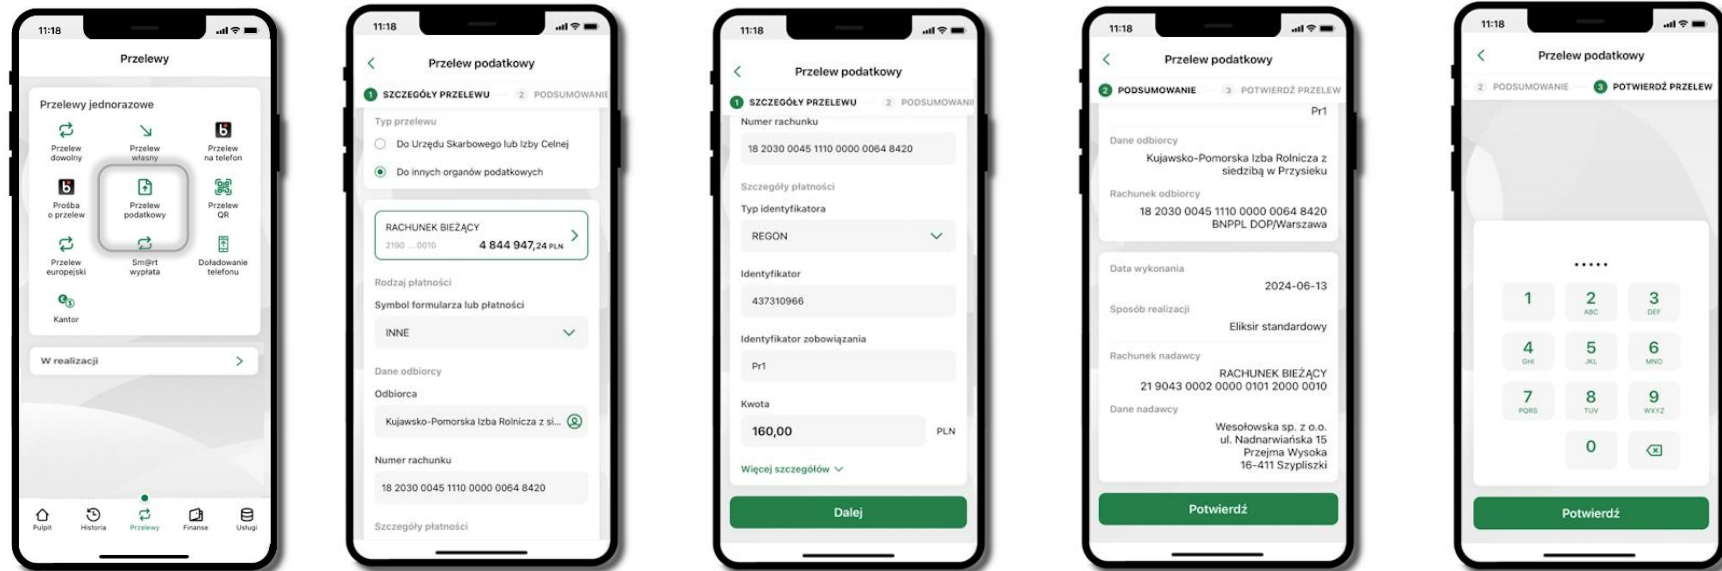 11:18
Przelewy
Przelewy jednorazowe
Przelew
dowolny
Przelew
własny
Przelew
na telefon
Prośba
o przelew
Przelew
podatkowy
Przelew
QR
Przelew
europejski
Sm@rt
wypłata
Doładowanie
telefonu
Kantor
W realizacji
Pulpit
Historia
Przelewy
Finanse
Usługi
11:18
Przelew podatkowy
1 SZCZEGÓŁY PRZELEWU 2 PODSUMOWANIE
Typ przelewu
Do Urzędu Skarbowego lub Izby Celnej
Do innych organów podatkowych
RACHUNEK BIEŻĄCY
2190 ... 0010 4 844 947,24 PLN
Rodzaj płatności
Symbol formularza lub płatności
INNE
Dane odbiorcy
Odbiorca
Kujawsko-Pomorska Izba Rolnicza z si...
Numer rachunku
18 2030 0045 1110 0000 0064 8420
Szczegóły płatności
11:18
Przelew podatkowy
1 SZCZEGÓŁY PRZELEWU 2 PODSUMOWANI
Numer rachunku
18 2030 0045 1110 0000 0064 8420
Szczegóły płatności
Typ identyfikatora
REGON
Identyfikator
437310966
Identyfikator zobowiązania
Pr1
Kwota
160,00 PLN
Więcej szczegółów
Dalej
11:18
Przelew podatkowy
2 PODSUMOWANIE 3 POTWIERDŹ PRZELEW
Pr1
Dane odbiorcy
Kujawsko-Pomorska Izba Rolnicza z
siedzibą w Przysieku
Rachunek odbiorcy
18 2030 0045 1110 0000 0064 8420
BNPPL DOP/Warszawa
Data wykonania
2024-06-13
Sposób realizacji
Eliksir standardowy
Rachunek nadawcy
RACHUNEK BIEŻĄCY
21 9043 0002 0000 0101 2000 0010
Dane nadawcy
Wesołowska sp. z o.o.
ul. Nadnarwiańska 15
Przejma Wysoka
16-411 Szypliszki
Potwierdź
11:18
Przelew podatkowy
2 PODSUMOWANIE 3 POTWIERDŹ PRZELEW
•••••
1 2 3
ABC DEF
4 5 6
GHI JKL MNO
7 8 9
PQRS TUV WXYZ
0
Potwierdź